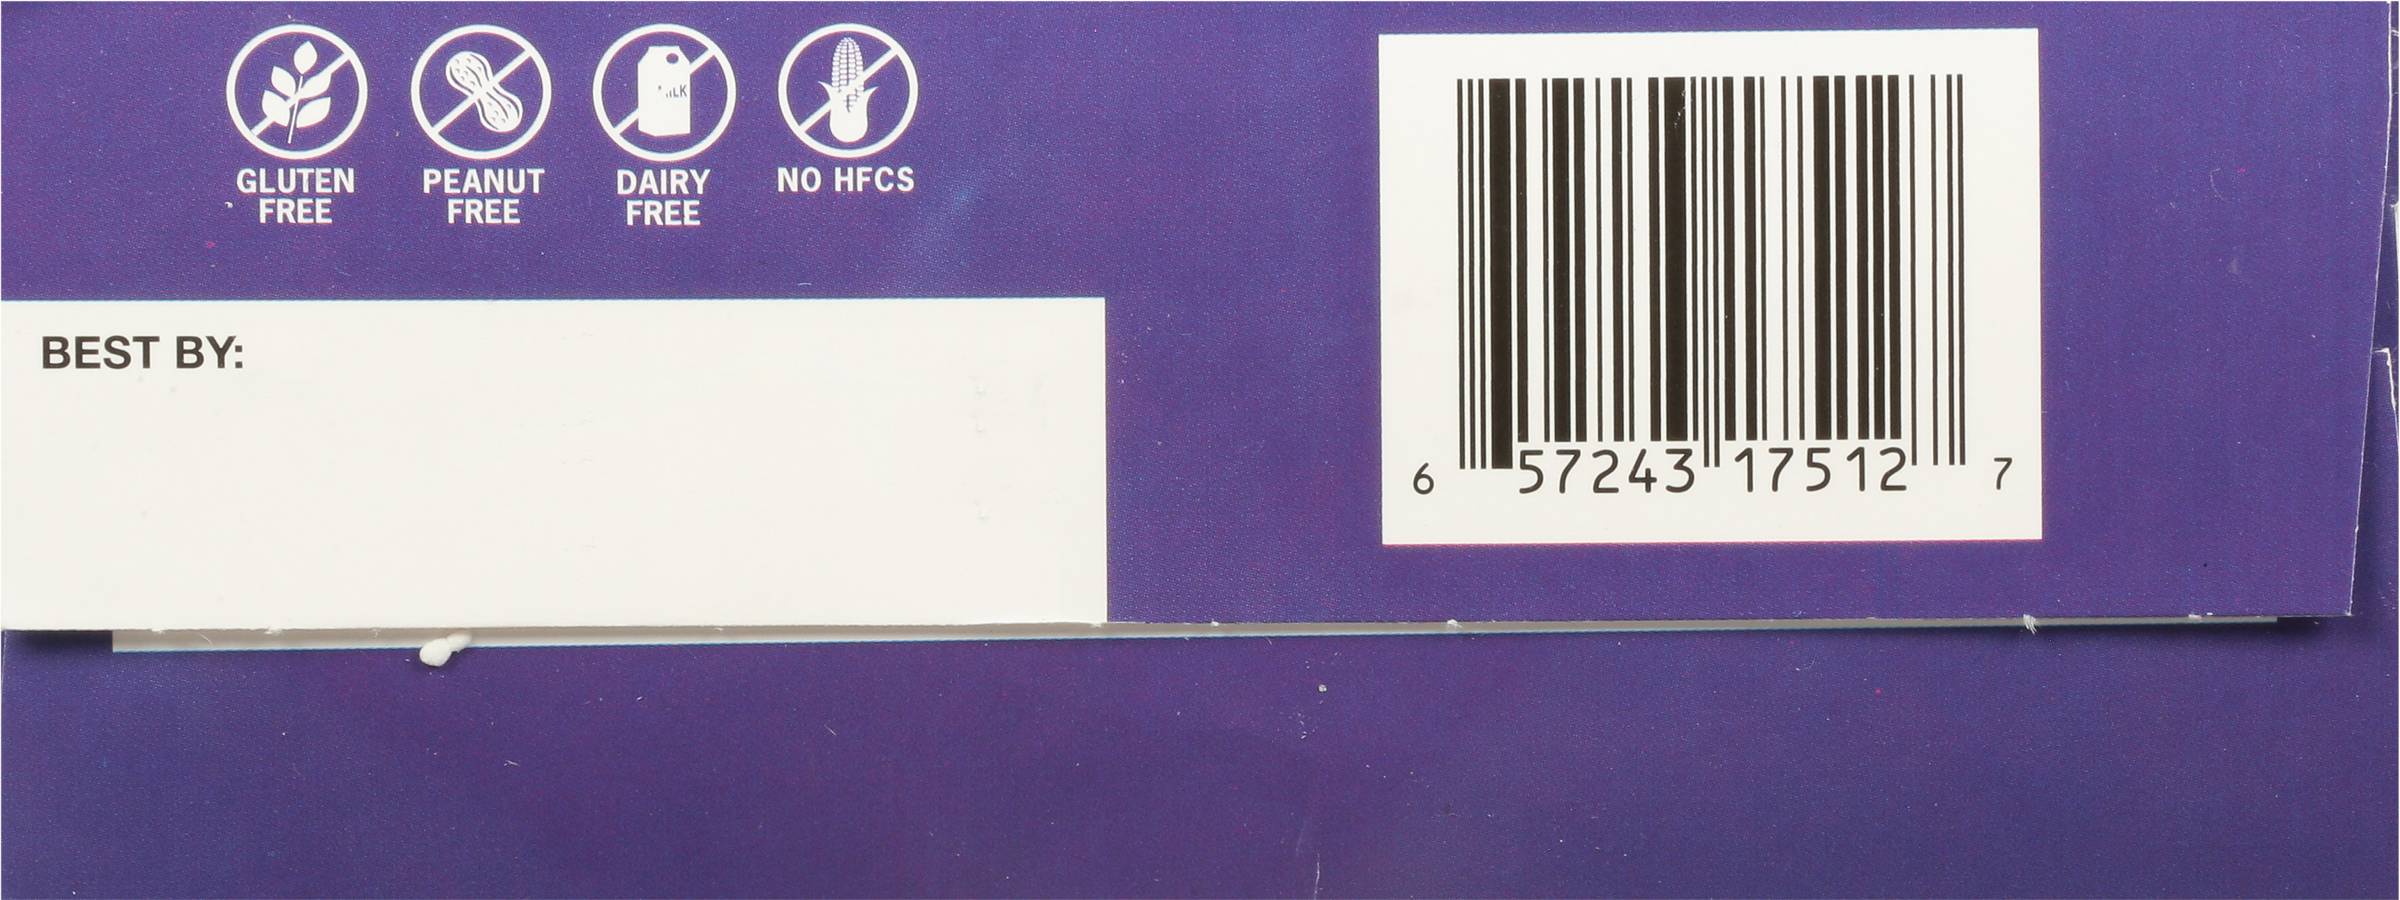 MILK
GLUTEN
FREE
PEANUT
FREE
DAIRY
FREE
NO HFCS
BEST BY:
6 57243 17512 7